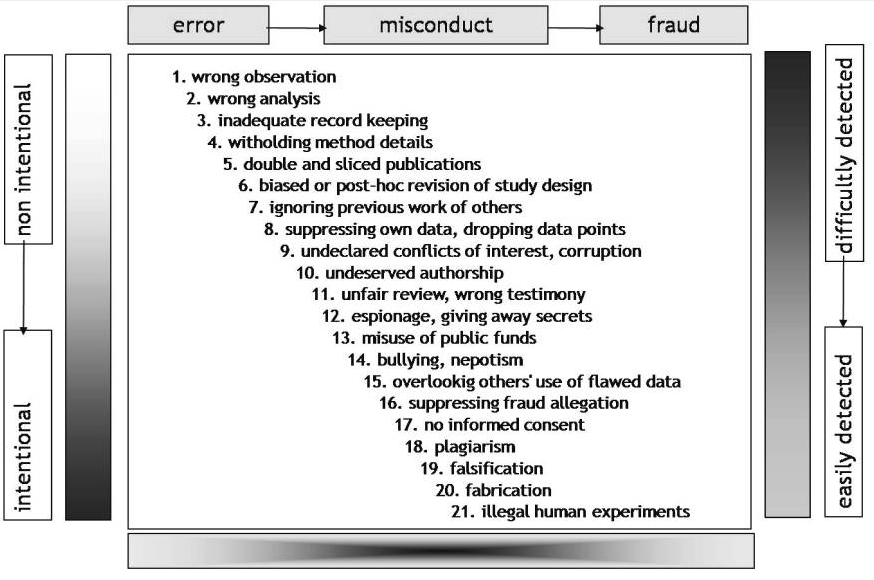 error
misconduct
fraud
non intentional
intentional
1. wrong observation
2. wrong analysis
3. inadequate record keeping
4. witholding method details
5. double and sliced publications
6. biased or post-hoc revision of study design
7. ignoring previous work of others
8. suppressing own data, dropping data points
9. undeclared conflicts of interest, corruption
10. undeserved authorship
11. unfair review, wrong testimony
12. espionage, giving away secrets
13. misuse of public funds
14. bullying, nepotism
15. overlookig others' use of flawed data
16. suppressing fraud allegation
17. no informed consent
18. plagiarism
19. falsification
20. fabrication
21. illegal human experiments
difficultly detected
easily detected